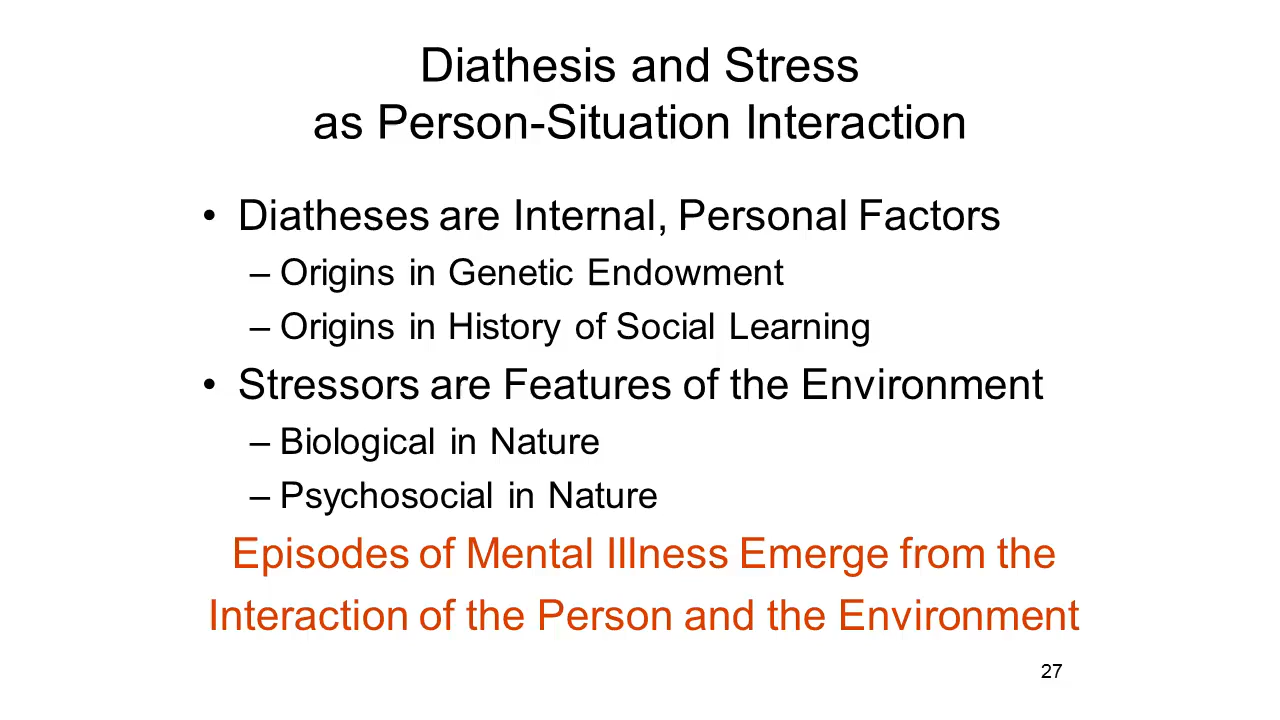 Diathesis and Stress
as Person-Situation Interaction
• Diatheses are Internal, Personal Factors
– Origins in Genetic Endowment
– Origins in History of Social Learning
• Stressors are Features of the Environment
– Biological in Nature
– Psychosocial in Nature
Episodes of Mental Illness Emerge from the
Interaction of the Person and the Environment
27